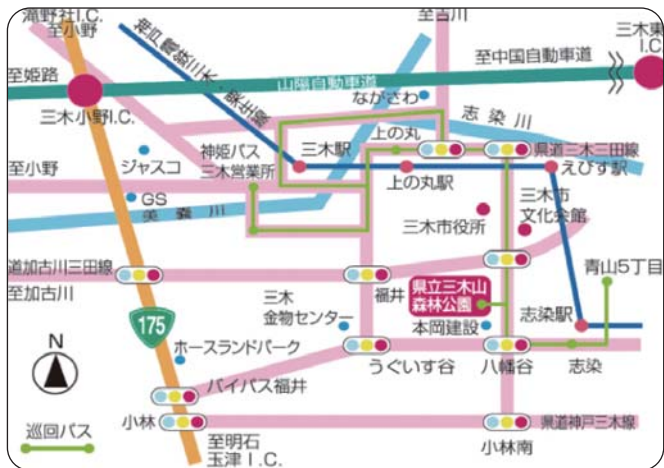 滝野社I.C.
至小野
至吉川
三木東
I.C.
神戸電鉄三木・粟生線
至中国自動車道
至姫路
山陽自動車道
ながさわ
三木小野I.C.
志染川
上の丸
県道三木三田線
神姫バス
三木営業所
三木駅
ジャスコ
至小野
えびす駅
上の丸駅
GS
美嚢川
三木市役所
三木市
文化会館
道加古川三田線
至加古川
福井
県立三木山
森林公園
青山5丁目
三木
金物センター
本岡建設
志染駅
175
N
ホースランドパーク
うぐいす谷
八幡谷
志染
バイパス福井
小林
県道神戸三木線
巡回バス
至明石
玉津I.C.
小林南